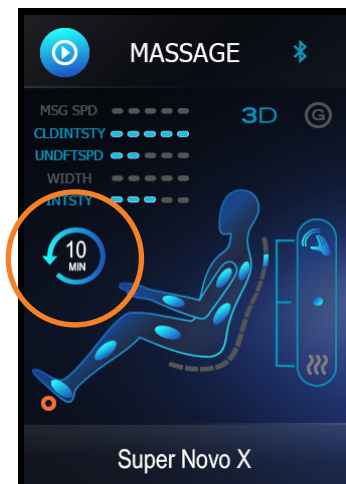 MASSAGE
MSG SPD
3D
G
CLDINTSTY
UNDFTSPD
WIDTH
INTSTY
10
MIN
Super Novo X